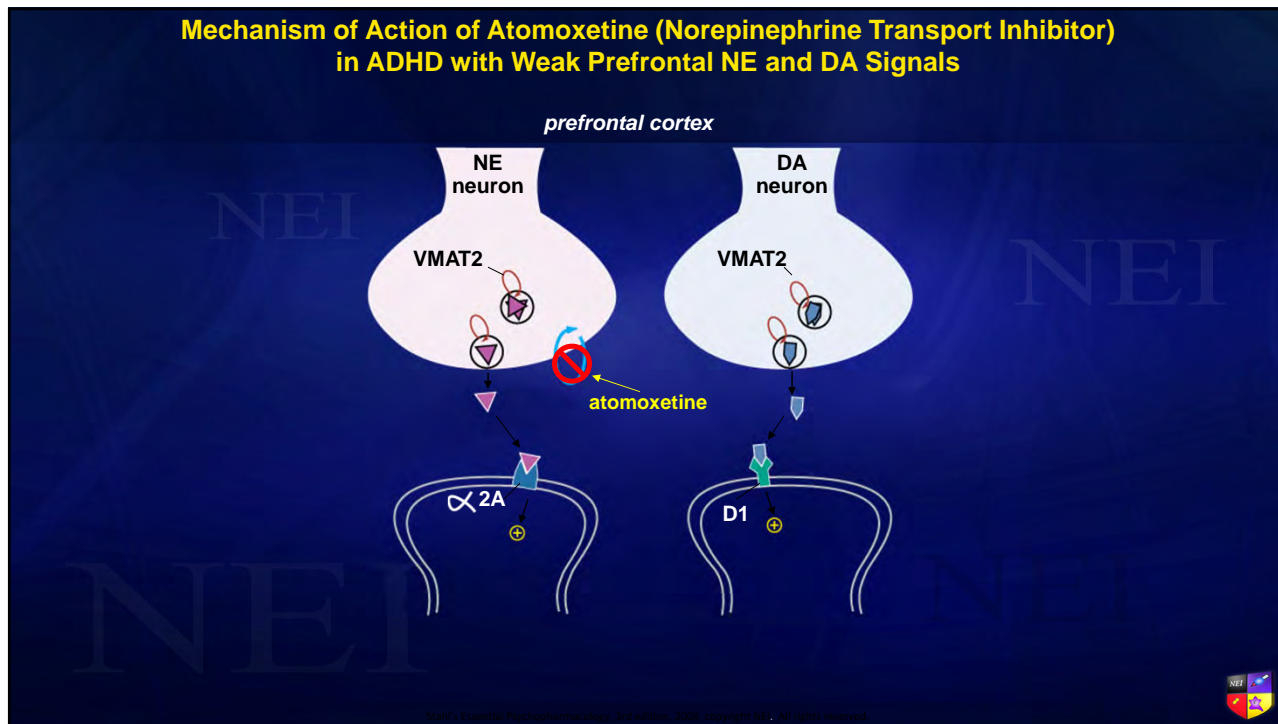 Mechanism of Action of Atomoxetine (Norepinephrine Transport Inhibitor)
in ADHD with Weak Prefrontal NE and DA Signals
prefrontal cortex
NE
neuron
DA
neuron
NEI
VMAT2
VMAT2
NEI
atomoxetine
α 2A
D1
NEI
NEI
NEI